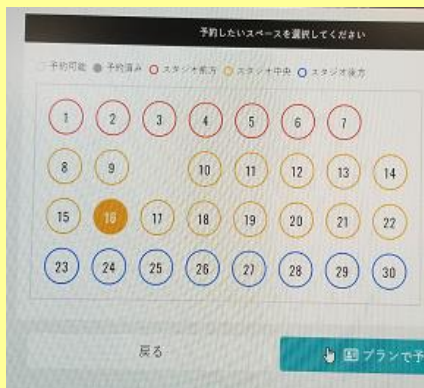 予約したいスペースを選択してください
予約可能 予約済み スタジオ前方 スタジオ中央 スタジオ後方
1 2 3 4 5 6 7
8 9 10 11 12 13 14
15 16 17 18 19 20 21 22
23 24 25 26 27 28 29 30
戻る プランで予